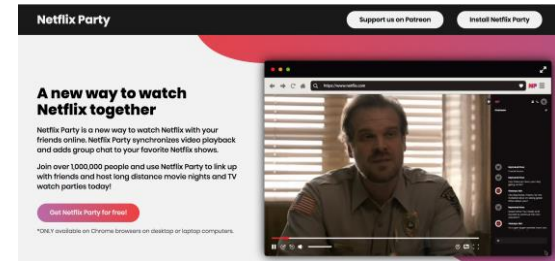 Netflix Party
Support us on Patreon
Install Netflix Party
https://www.netflix.com
NP
A new way to watch
Netflix together
Netflix Party is a new way to watch Netflix with your
friends online. Netflix Party synchronizes video playback
and adds group chat to your favorite Netflix shows.
Join over 1,000,000 people and use Netflix Party to link up
with friends and host long distance movie nights and TV
watch parties today!
Get Netflix Party for free!
*ONLY available on Chrome browsers on desktop or laptop computers.